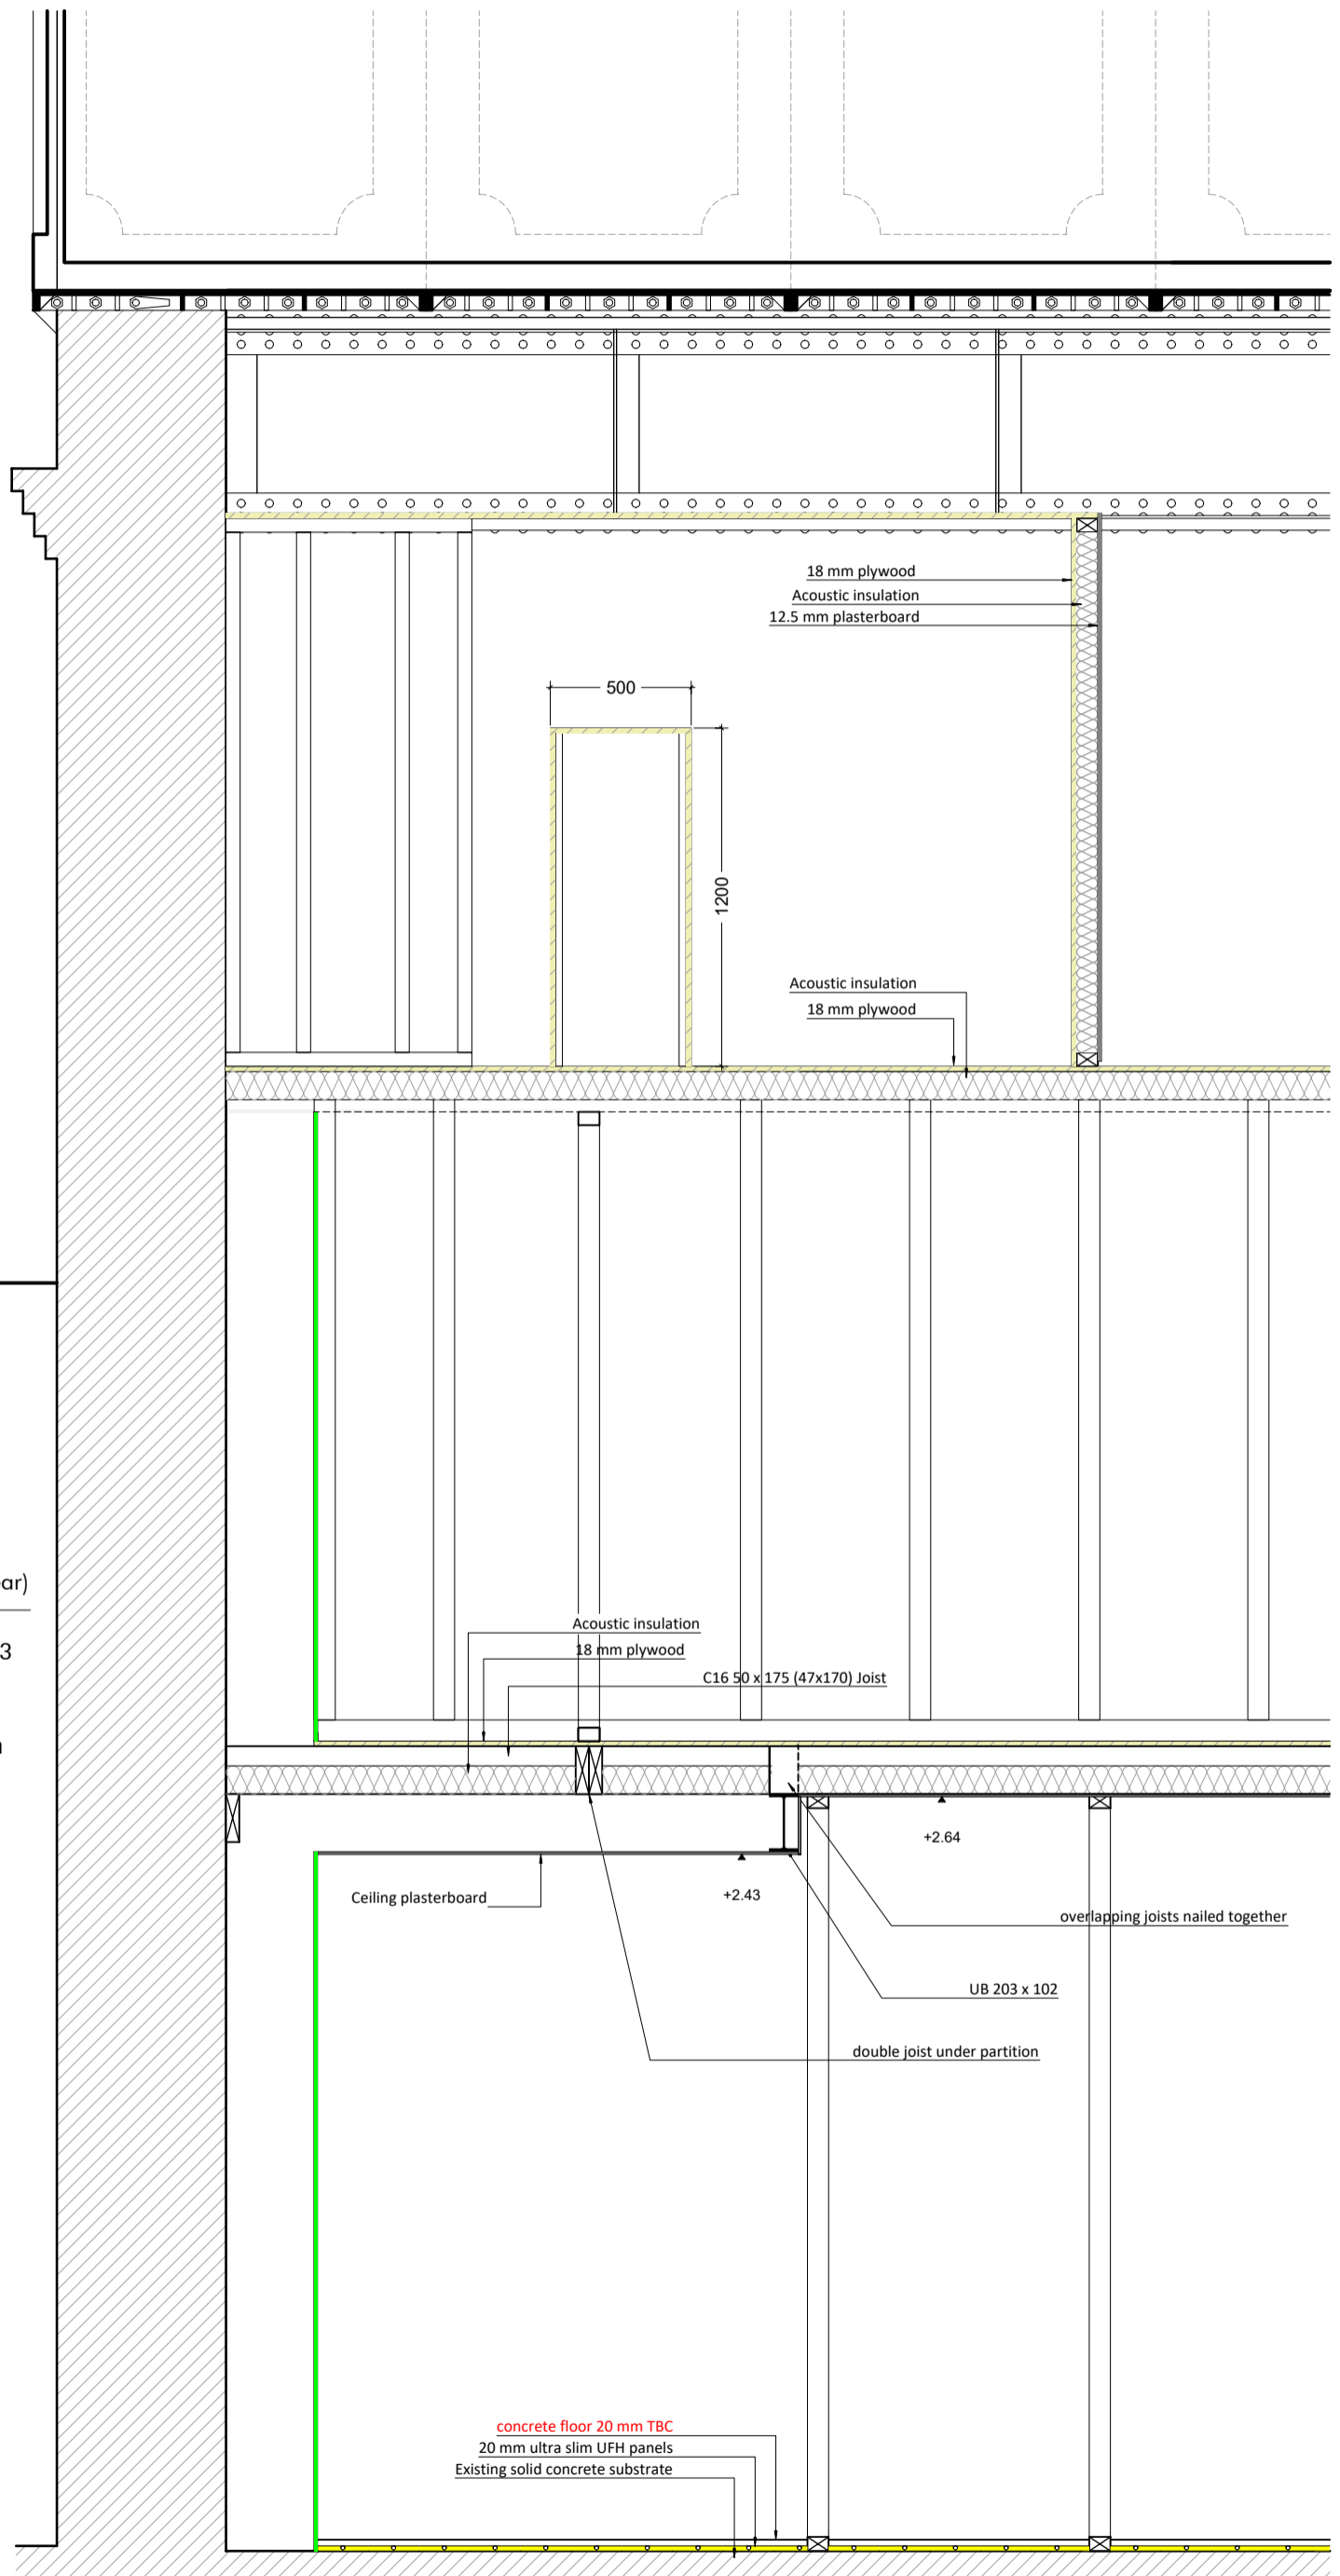 18 mm plywood
Acoustic insulation
12.5 mm plasterboard
500
1200
Acoustic insulation
18 mm plywood
ar)
3
Acoustic insulation
18 mm plywood
C16 50 x 175 (47x170) Joist
+2.64
+2.43
Ceiling plasterboard
overlapping joists nailed together
UB 203 x 102
double joist under partition
concrete floor 20 mm TBC
20 mm ultra slim UFH panels
Existing solid concrete substrate